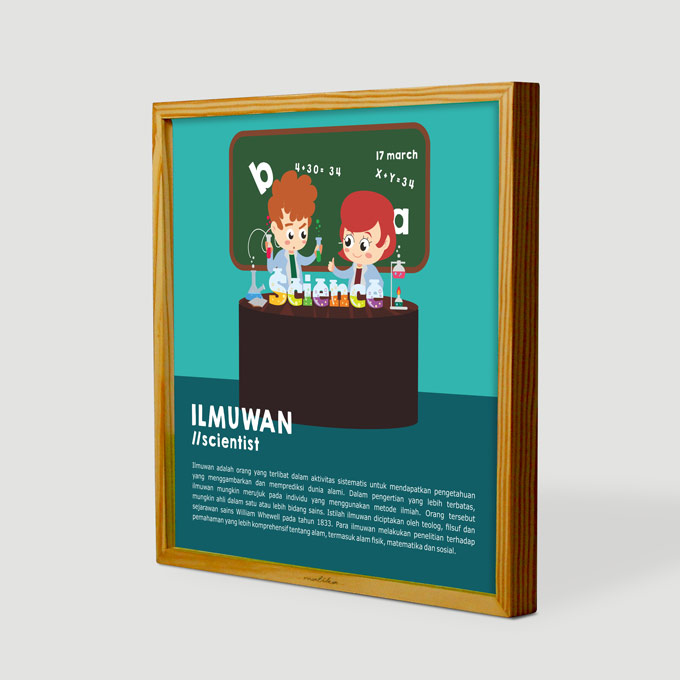 b
4+30= 34
17 march
X+Y=34
a
Science
ILMUWAN
//scientist
Ilmuwan adalah orang yang terlibat dalam aktivitas sistematis untuk mendapatkan pengetahuan
yang menggambarkan dan memprediksi dunia alami. Dalam pengertian yang lebih terbatas,
ilmuwan mungkin merujuk pada individu yang menggunakan metode ilmiah. Orang tersebut
mungkin ahli dalam satu atau lebih bidang sains. Istilah ilmuwan diciptakan oleh teolog, filsuf dan
sejarawan sains William Whewell pada tahun 1833. Para ilmuwan melakukan penelitian terhadap
pemahaman yang lebih komprehensif tentang alam, termasuk alam fisik, matematika dan sosial.